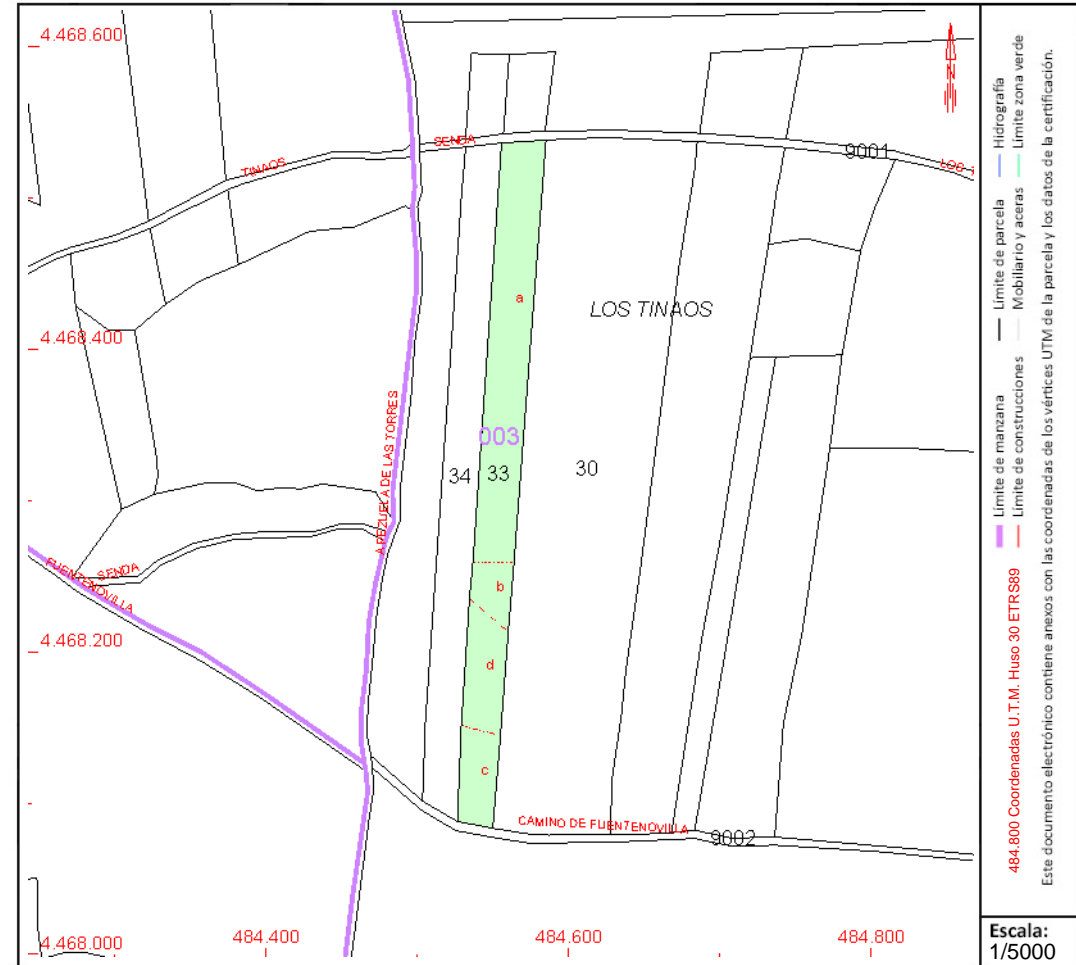 4.468.600
SENDA
TINAOS
9001
LOS T
a
LOS TINAOS
4.468.400
003
ARBZUELA DE LAS TORRES
34
33
30
SENDA
FUENTENOVILLA
b
4.468.200
d
c
CAMINO DE FUENTENOVILLA
9002
484.400
484.600
484.800
4.468.000
N
Hidrografía
Límite zona verde
Límite de parcela
Mobiliario y aceras
Límite de manzana
Límite de construcciones
484.800 Coordenadas U.T.M. Huso 30 ETRS89
Este documento electrónico contiene anexos con las coordenadas de los vértices UTM de la parcela y los datos de la certificación.
Escala:
1/5000